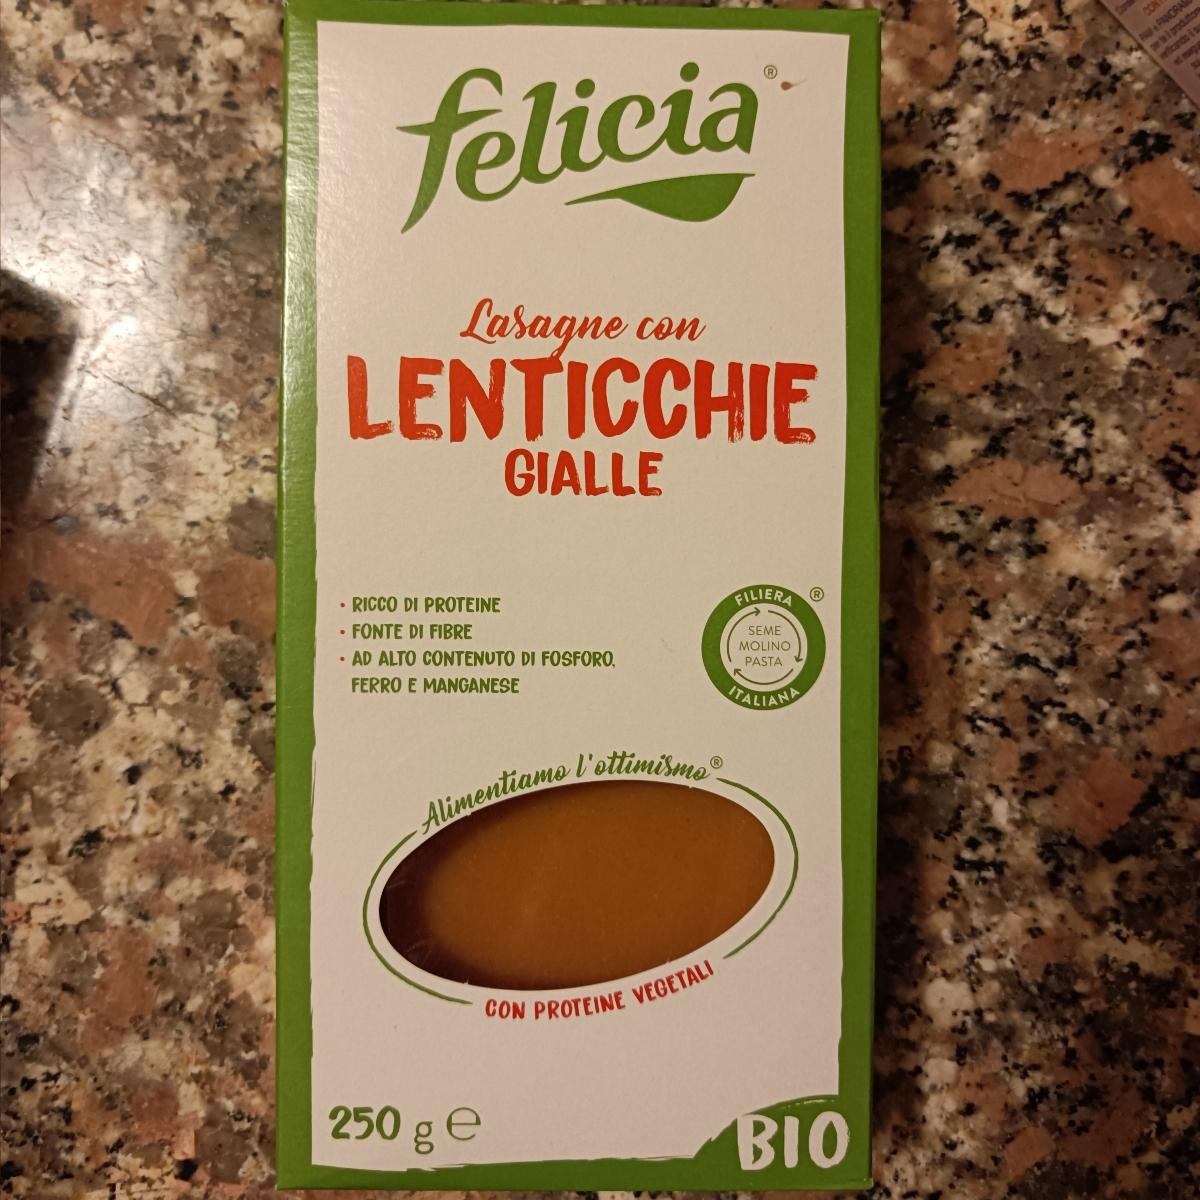 felicia®
Lasagne con
LENTICCHIE
GIALLE
• RICCO DI PROTEINE
• FONTE DI FIBRE
• AD ALTO CONTENUTO DI FOSFORO,
FERRO E MANGANESE
FILIERA ®
SEME
MOLINO
PASTA
ITALIANA
Alimentiamo l'ottimismo®
CON PROTEINE VEGETALI
250 g ℮
BIO